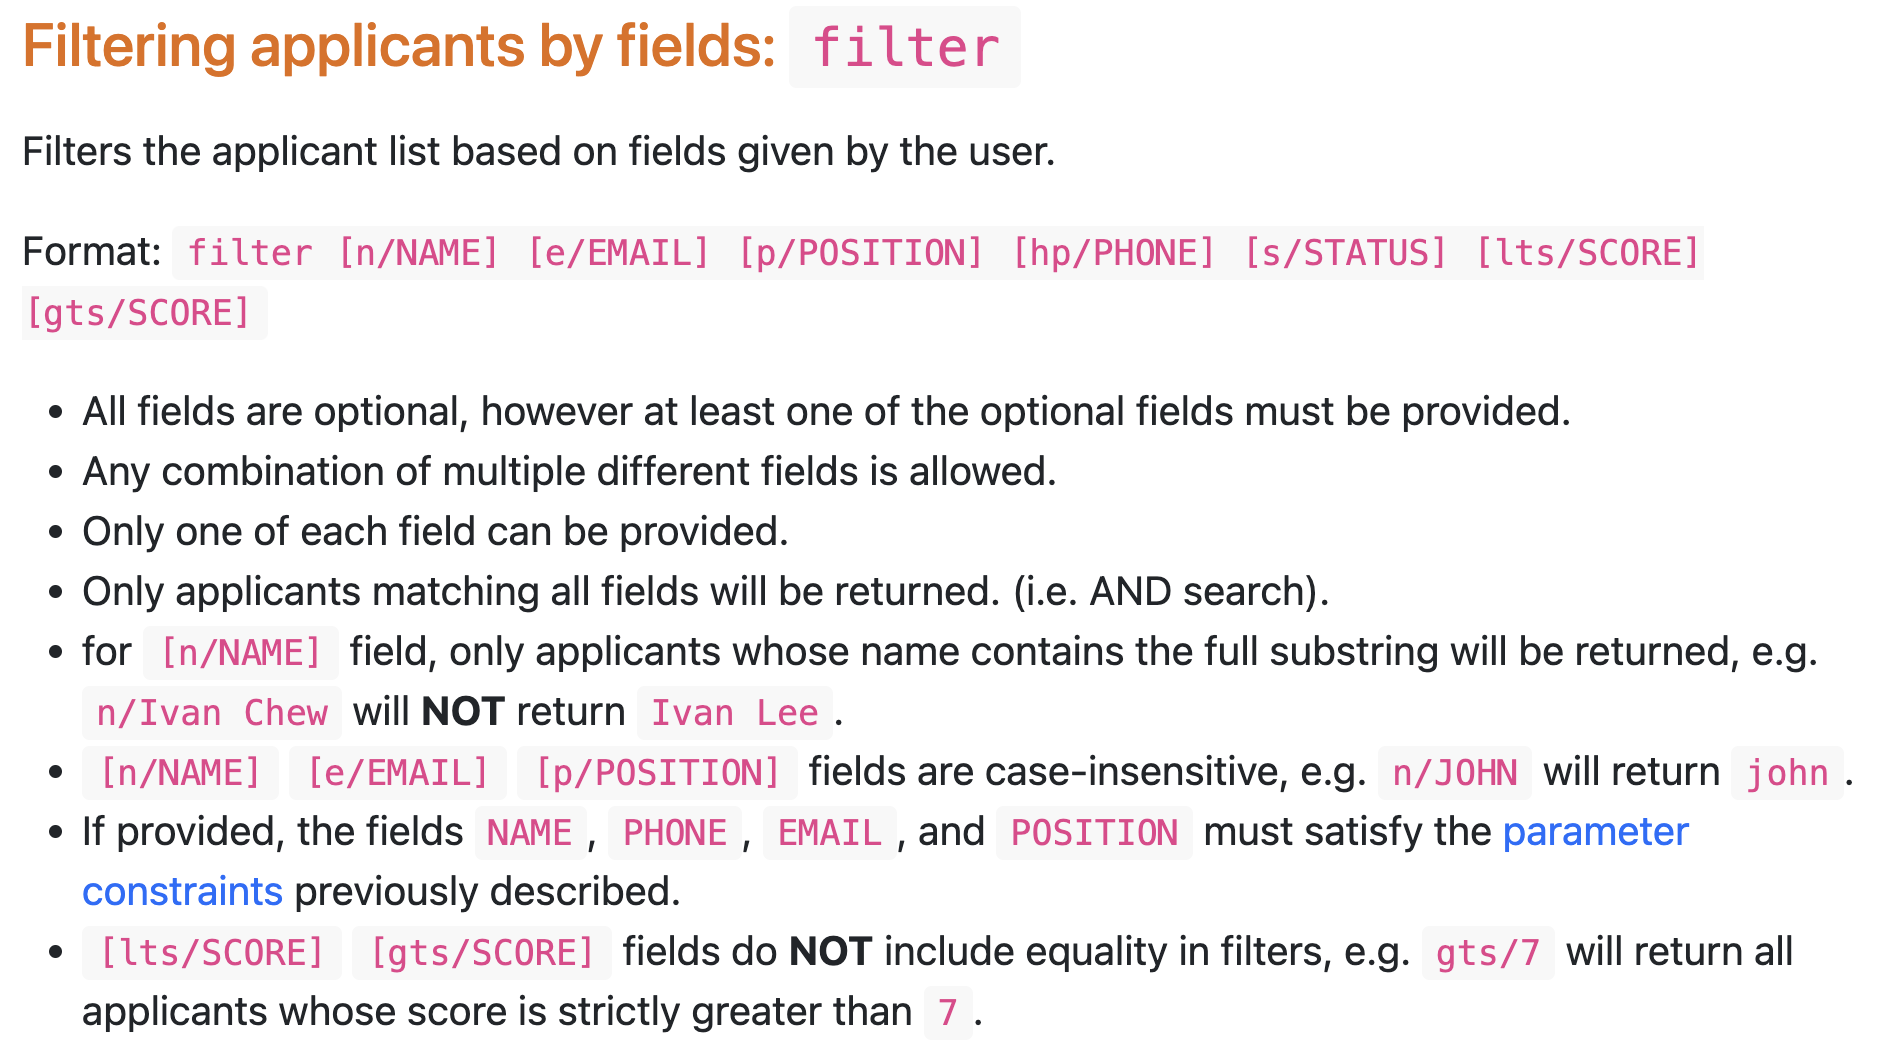 Filtering applicants by fields: filter
Filters the applicant list based on fields given by the user.
Format: filter [n/NAME] [e/EMAIL] [p/POSITION] [hp/PHONE] [s/STATUS] [lts/SCORE]
[gts/SCORE]
• All fields are optional, however at least one of the optional fields must be provided.
• Any combination of multiple different fields is allowed.
• Only one of each field can be provided.
• Only applicants matching all fields will be returned. (i.e. AND search).
• for [n/NAME] field, only applicants whose name contains the full substring will be returned, e.g.
n/Ivan Chew will NOT return Ivan Lee.
• [n/NAME] [e/EMAIL] [p/POSITION] fields are case-insensitive, e.g. n/JOHN will return john.
• If provided, the fields NAME, PHONE, EMAIL, and POSITION must satisfy the parameter
constraints previously described.
• [lts/SCORE] [gts/SCORE] fields do NOT include equality in filters, e.g. gts/7 will return all
applicants whose score is strictly greater than 7.